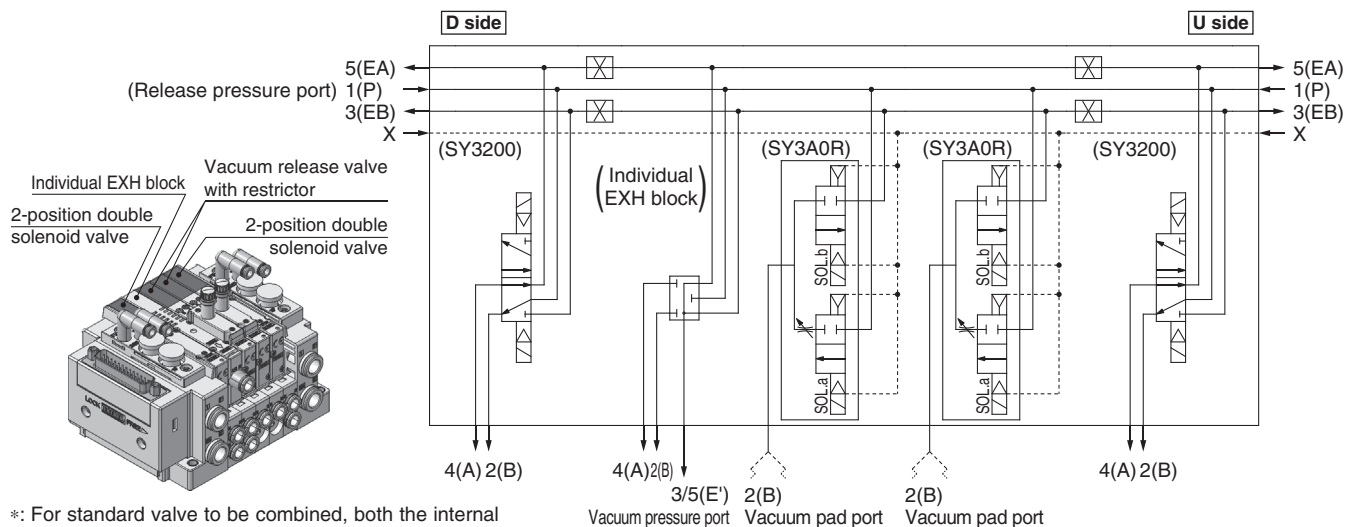 D side
U side
5(EA)
(Release pressure port) 1(P)
3(EB)
X
5(EA)
1(P)
3(EB)
X
(SY3200)
(Individual
EXH block)
(SY3A0R)
(SY3A0R)
(SY3200)
Individual EXH block
Vacuum release valve
with restrictor
2-position double
solenoid valve
2-position double
solenoid valve
SOL.b
SOL.a
SOL.b
SOL.a
LOCK
FREE
4(A) 2(B)
4(A) 2(B)
3/5(E')
Vacuum pressure port
2(B)
Vacuum pad port
2(B)
Vacuum pad port
4(A) 2(B)
*: For standard valve to be combined, both the internal